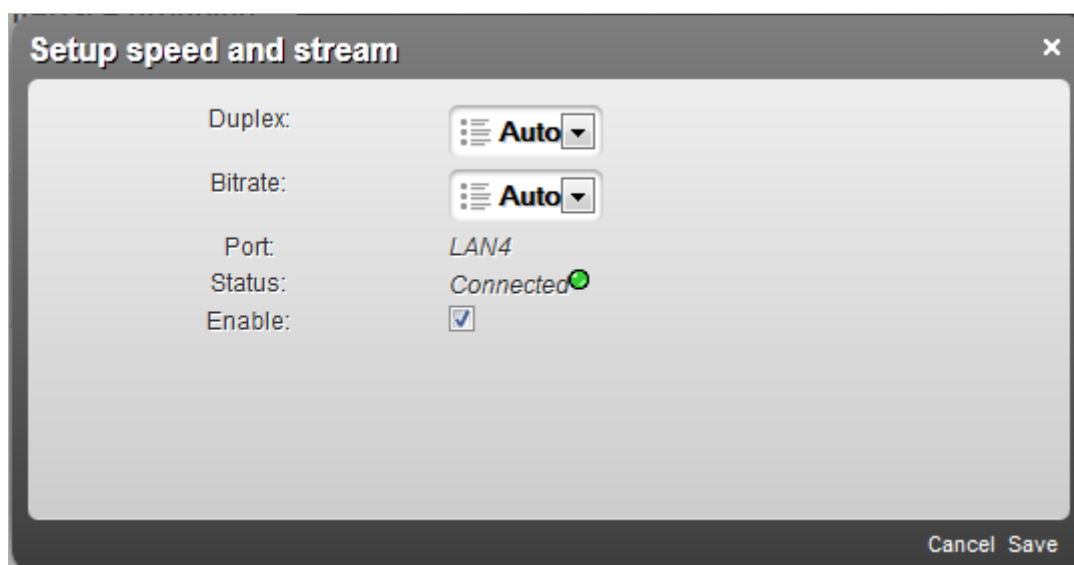 Setup speed and stream
Duplex: Auto
Bitrate: Auto
Port: LAN4
Status: Connected
Enable:
Cancel Save